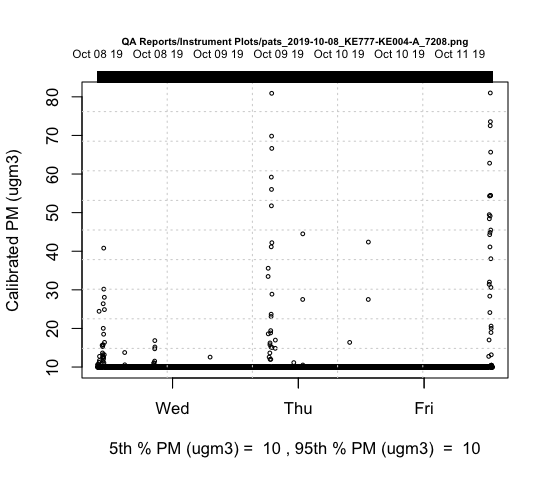 QA Reports/Instrument Plots/pats_2019-10-08_KE777-KE004-A_7208.png
Oct 08 19 Oct 08 19 Oct 09 19 Oct 09 19 Oct 10 19 Oct 10 19 Oct 11 19
Calibrated PM (ugm3)
80
70
60
50
40
30
20
10
Wed Thu Fri
5th % PM (ugm3) = 10 , 95th % PM (ugm3) = 10